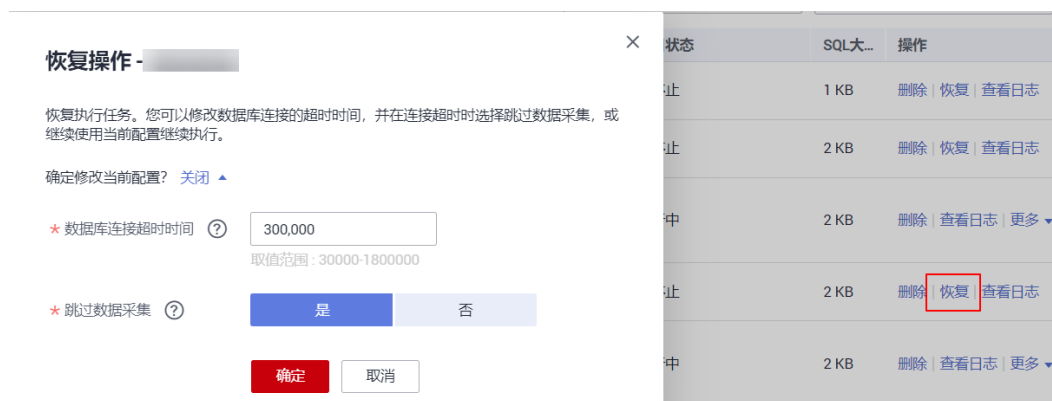 恢复操作 -
×
恢复执行任务。您可以修改数据库连接的超时时间，并在连接超时时选择跳过数据采集，或
继续使用当前配置继续执行。
确定修改当前配置? 关闭
* 数据库连接超时时间 ? 300,000
取值范围 : 30000-1800000
* 跳过数据采集 ? 是 否
确定 取消
状态 SQL大... 操作
止 1 KB 删除 | 恢复 | 查看日志
止 2 KB 删除 | 恢复 | 查看日志
中 2 KB 删除 | 查看日志 | 更多
止 2 KB 删除 | 恢复 | 查看日志
中 2 KB 删除 | 查看日志 | 更多